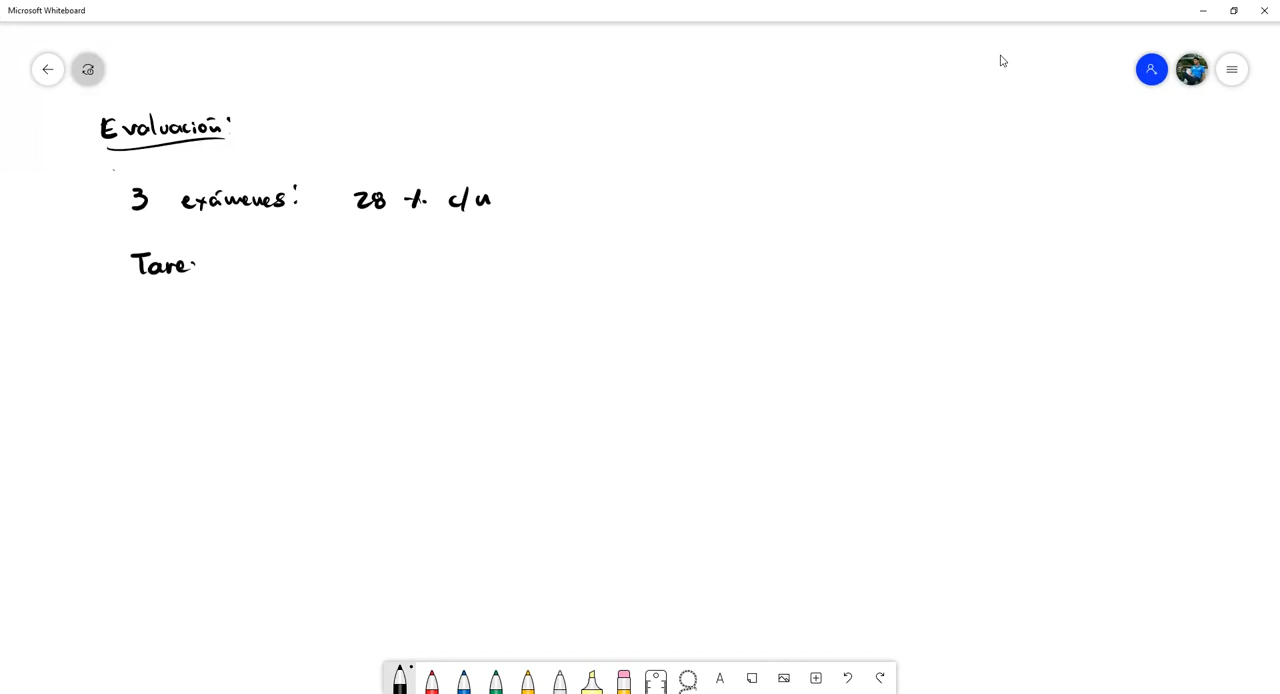 Microsoft Whiteboard
Evaluación:
3 exámenes: 28 % c/u
Tare